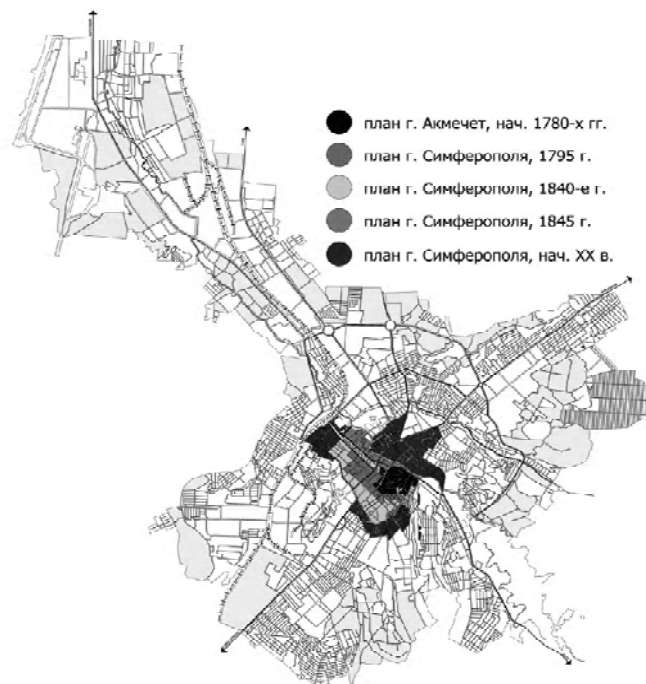 план г. Акмечет, нач. 1780-х гг.
план г. Симферополя, 1795 г.
план г. Симферополя, 1840-е г.
план г. Симферополя, 1845 г.
план г. Симферополя, нач. XX в.